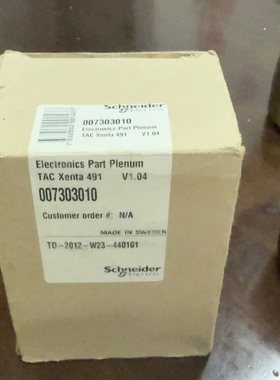 Schneider
Electric
007303010
Electronics Part Plenum
TAC Xenta 491 V1.04
Electronics Part Plenum
TAC Xenta 491 V1.04
007303010
Customer order #: N/A
MADE IN SWEDEN
TD-2012-W23-440101
Schneider
Electric